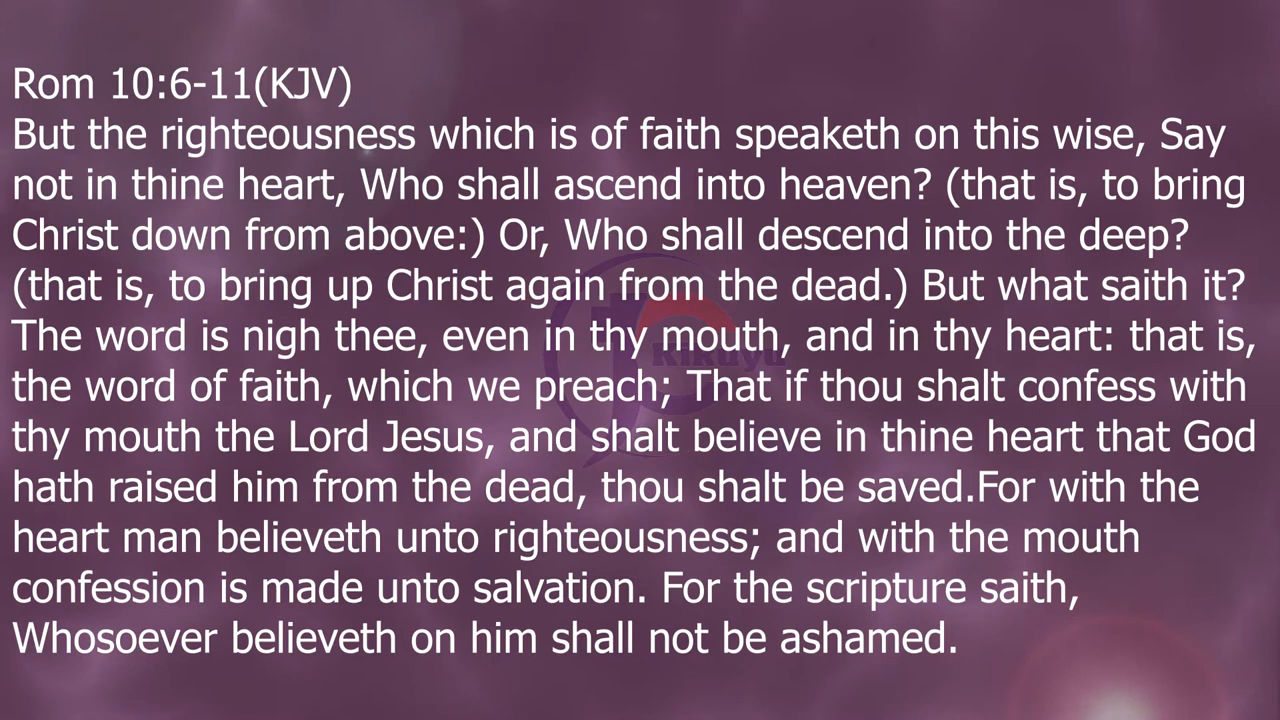 Rom 10:6-11(KJV)
But the righteousness which is of faith speaketh on this wise, Say
not in thine heart, Who shall ascend into heaven? (that is, to bring
Christ down from above:) Or, Who shall descend into the deep?
(that is, to bring up Christ again from the dead.) But what saith it?
The word is nigh thee, even in thy mouth, and in thy heart: that is,
Kikuyu
the word of faith, which we preach; That if thou shalt confess with
thy mouth the Lord Jesus, and shalt believe in thine heart that God
hath raised him from the dead, thou shalt be saved.For with the
heart man believeth unto righteousness; and with the mouth
confession is made unto salvation. For the scripture saith,
Whosoever believeth on him shall not be ashamed.